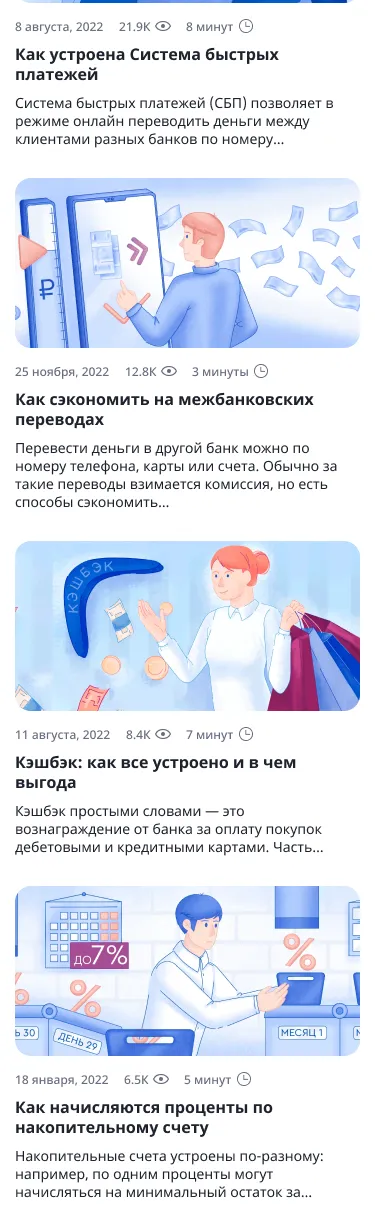 8 августа, 2022 21.9К 8 минут
Как устроена Система быстрых
платежей
Система быстрых платежей (СБП) позволяет в
режиме онлайн переводить деньги между
клиентами разных банков по номеру...
₽
25 ноября, 2022 12.8К 3 минуты
Как сэкономить на межбанковских
переводах
Перевести деньги в другой банк можно по
номеру телефона, карты или счета. Обычно за
такие переводы взимается комиссия, но есть
способы сэкономить...
КЭШБЭК
11 августа, 2022 8.4К 7 минут
Кэшбэк: как все устроено и в чем
выгода
Кэшбэк простыми словами — это
вознаграждение от банка за оплату покупок
дебетовыми и кредитными картами. Часть...
ДО 7%
%
Ь 30
ДЕНЬ 29
МЕСЯЦ 1
18 января, 2022 6.5К 5 минут
Как начисляются проценты по
накопительному счету
Накопительные счета устроены по-разному:
например, по одним проценты могут
начисляться на минимальный остаток за...